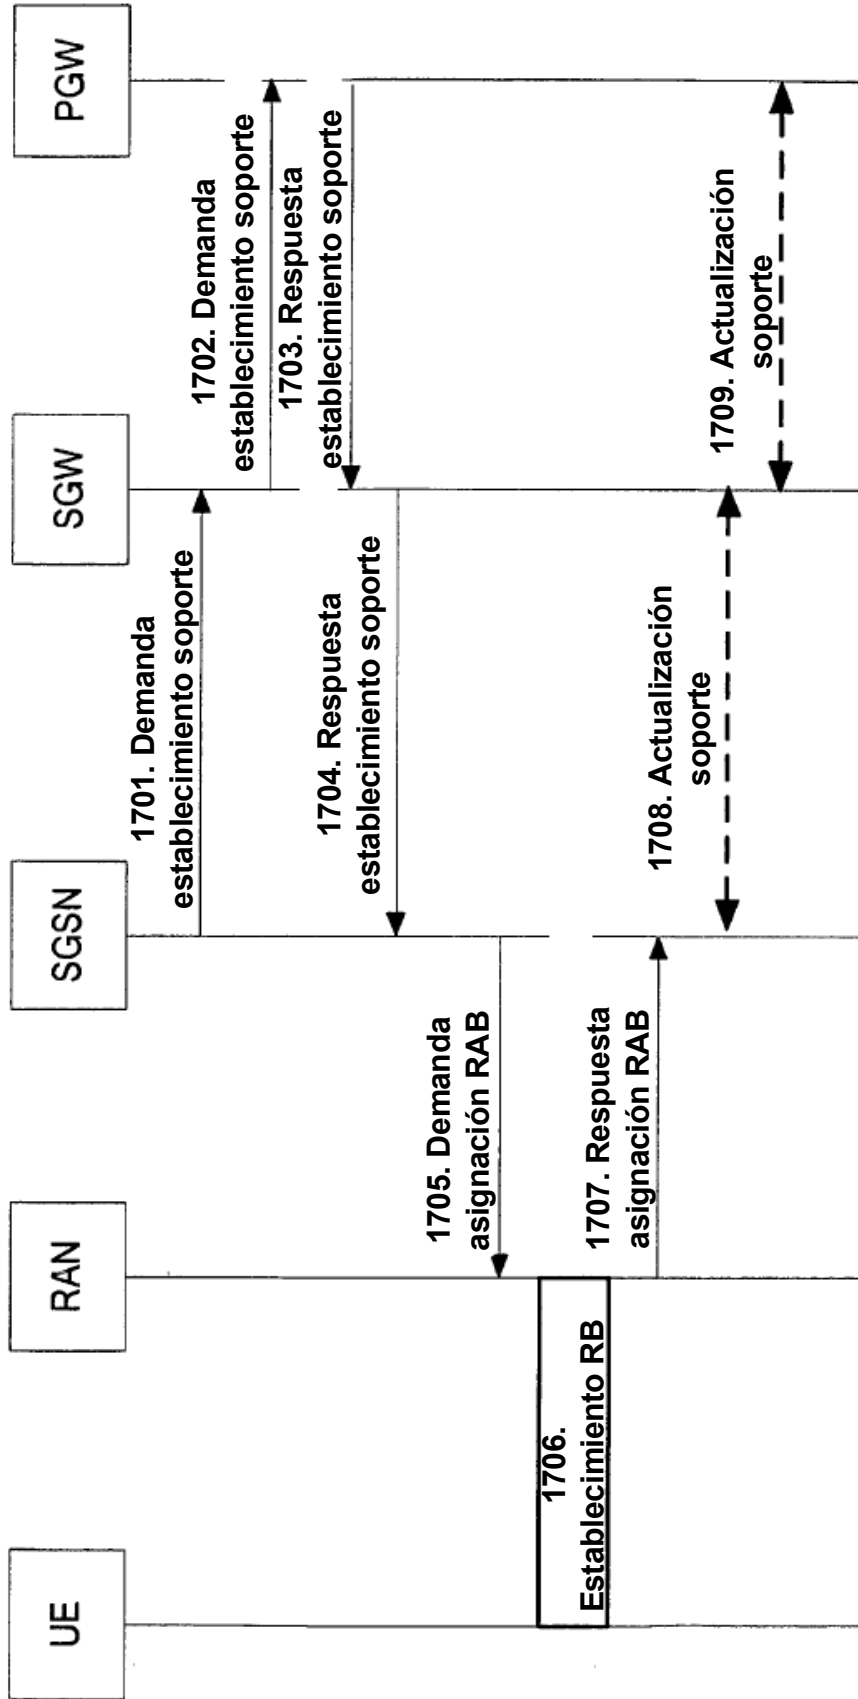 UE
RAN
SGSN
SGW
PGW
1701. Demanda
establecimiento soporte
1702. Demanda
establecimiento soporte
1703. Respuesta
establecimiento soporte
1704. Respuesta
establecimiento soporte
1705. Demanda
asignación RAB
1706.
Establecimiento RB
1707. Respuesta
asignación RAB
1708. Actualización
soporte
1709. Actualización
soporte